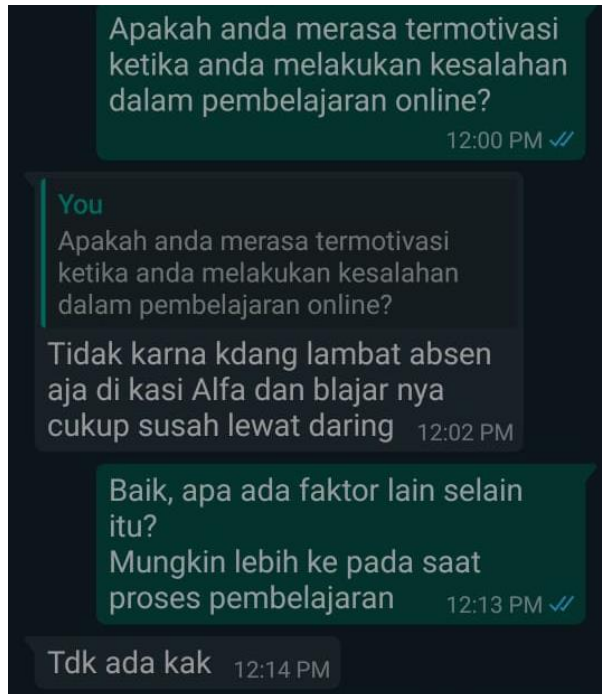 Apakah anda merasa termotivasi
ketika anda melakukan kesalahan
dalam pembelajaran online?
12:00 PM
You
Apakah anda merasa termotivasi
ketika anda melakukan kesalahan
dalam pembelajaran online?
Tidak karna kdang lambat absen
aja di kasi Alfa dan blajar nya
cukup susah lewat daring 12:02 PM
Baik, apa ada faktor lain selain
itu?
Mungkin lebih ke pada saat
proses pembelajaran 12:13 PM
Tdk ada kak 12:14 PM